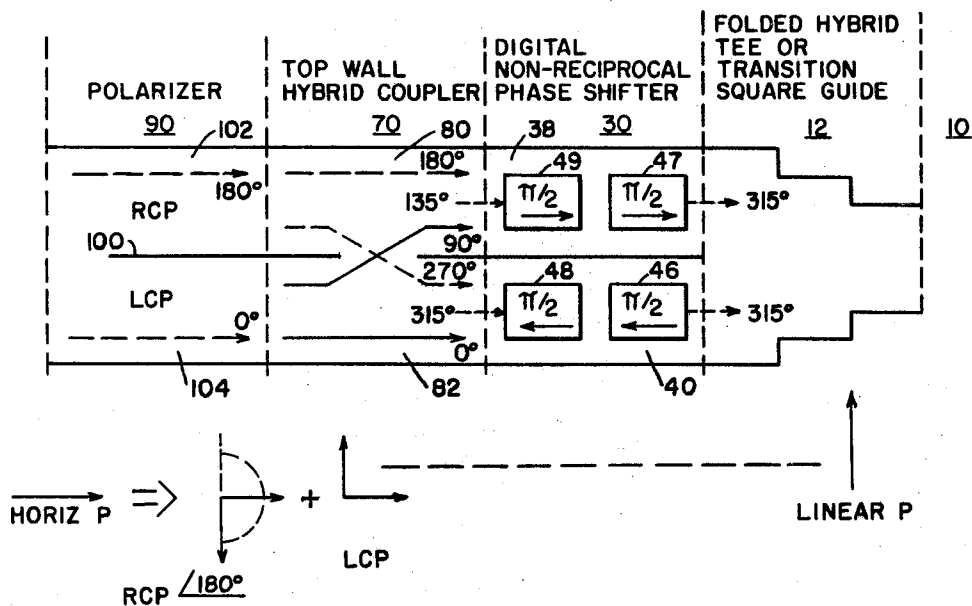 FOLDED HYBRID
TEE OR
TRANSITION
SQUARE GUIDE
DIGITAL
NON-RECIPROCAL
PHASE SHIFTER
TOP WALL
HYBRID COUPLER
POLARIZER
90
102
70
80
38
30
12
10
180°
RCP
180°
135°
49
π/2
47
π/2
315°
100
90°
270°
LCP
0°
315°
48
π/2
46
π/2
315°
0°
104
82
40
HORIZ P
⇒
+
LCP
LINEAR P
RCP ∠180°